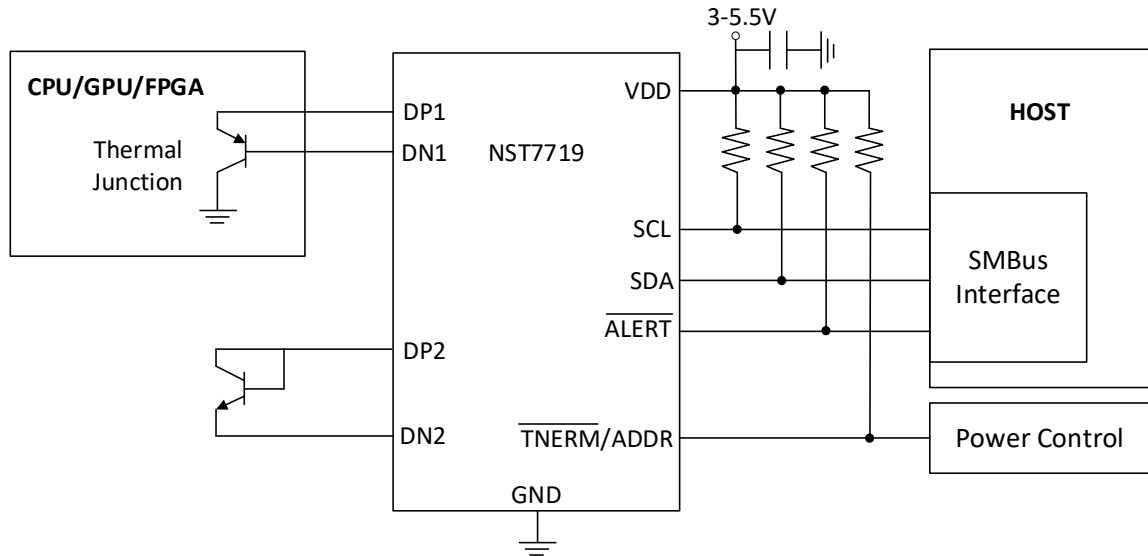 3-5.5V
CPU/GPU/FPGA
Thermal
Junction
DP1
DN1
NST7719
VDD
HOST
SCL
SDA
ALERT
SMBus
Interface
DP2
DN2
TNERM/ADDR
GND
Power Control